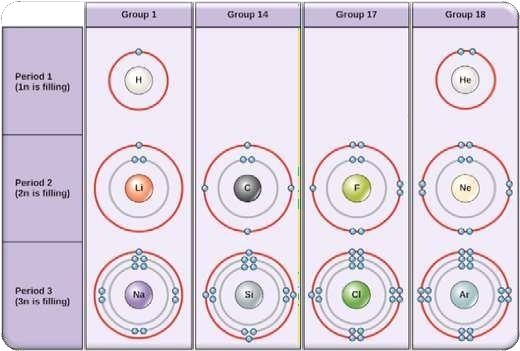 Group 1 Group 14 Group 17 Group 18
Period 1
(1n is filling)
H He
Period 2
(2n is filling)
Li C F Ne
Period 3
(3n is filling)
Na Si Cl Ar